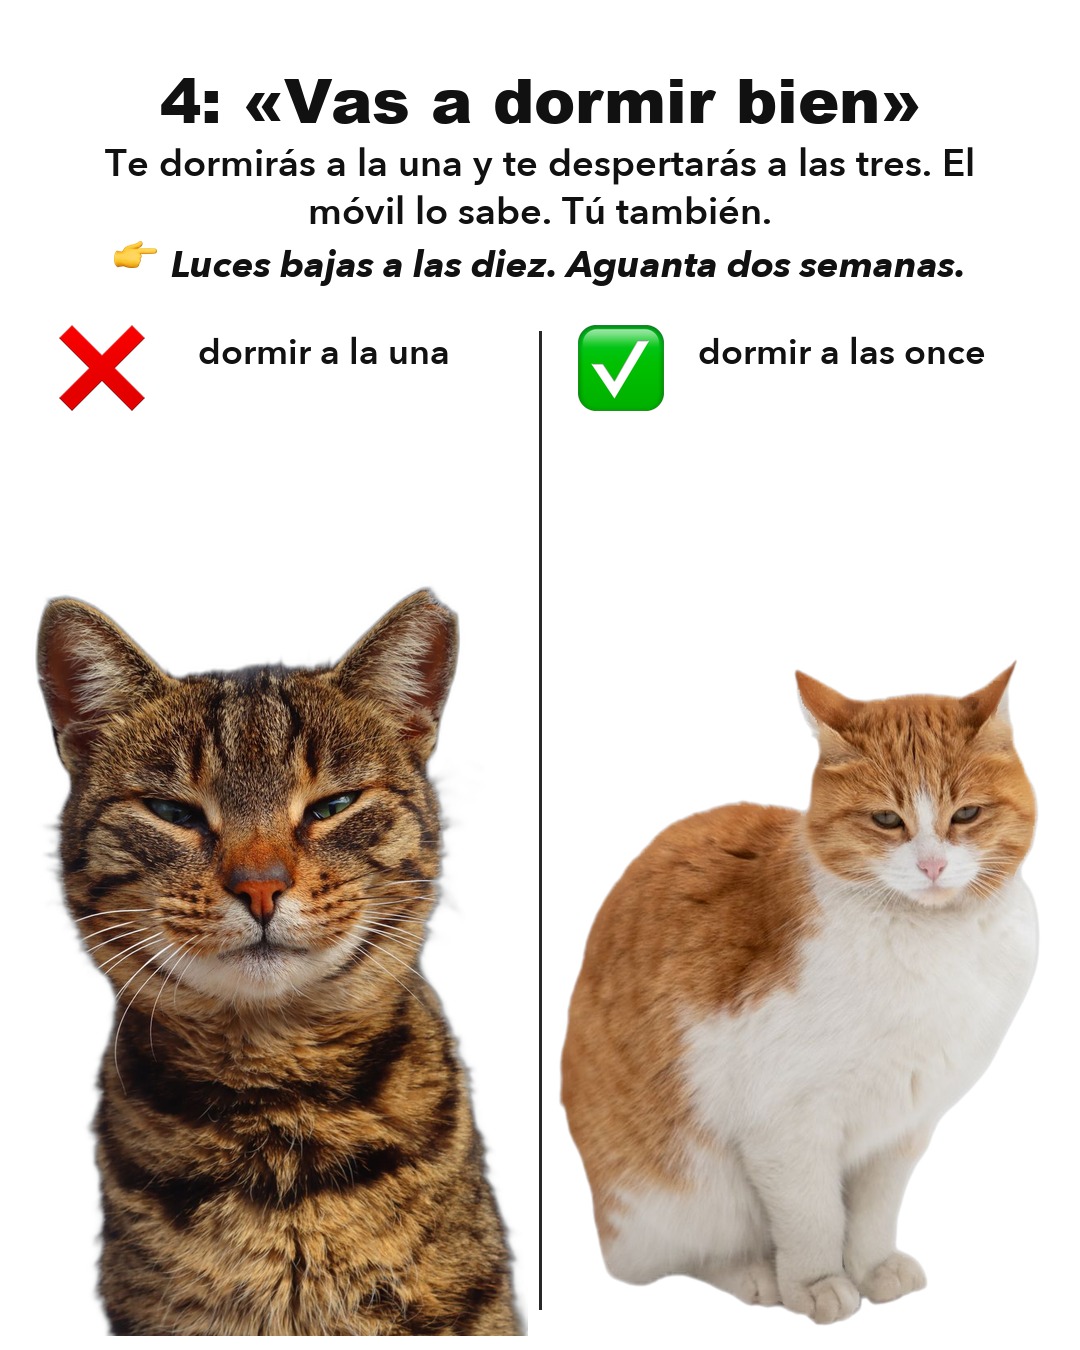 4: «Vas a dormir bien»
Te dormirás a la una y te despertarás a las tres. El
móvil lo sabe. Tú también.
👉 Luces bajas a las diez. Aguanta dos semanas.
❌ dormir a la una
✅ dormir a las once